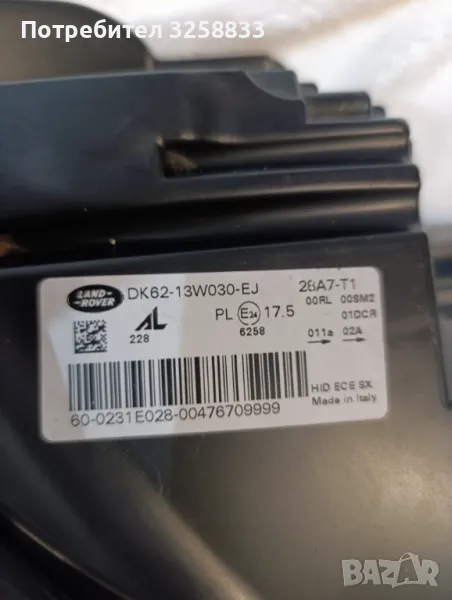 Потребител 3258833
LAND-
ROVER
DK62-13W030-EJ
28A7-T1
00RL 00SM2
01DCR
AL
228
PL E24 17.5
6258
011a 02A
HID ECE SX
Made in Italy
60-0231E028-00476709999
BAZAR